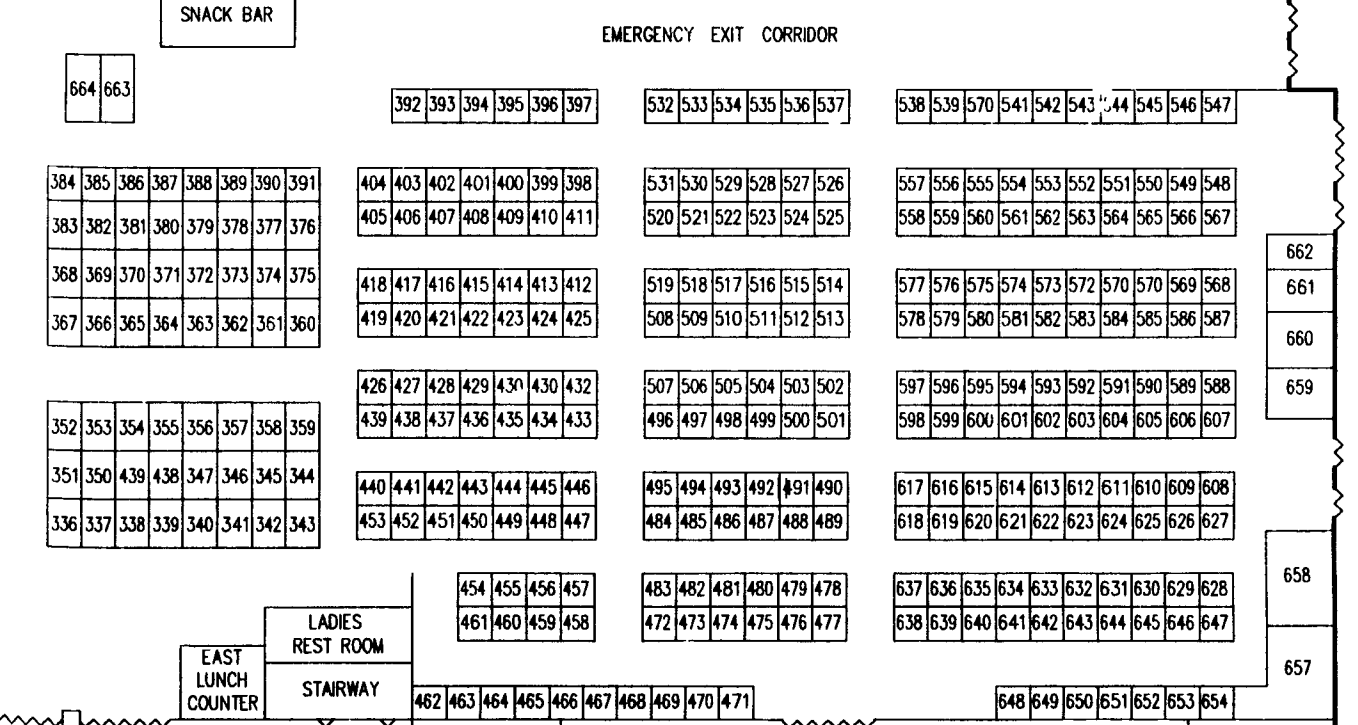 SNACK BAR
EMERGENCY EXIT CORRIDOR
664 663
392 393 394 395 396 397
532 533 534 535 536 537
538 539 570 541 542 543 544 545 546 547
384 385 386 387 388 389 390 391
383 382 381 380 379 378 377 376
368 369 370 371 372 373 374 375
367 366 365 364 363 362 361 360
404 403 402 401 400 399 398
405 406 407 408 409 410 411
531 530 529 528 527 526
520 521 522 523 524 525
557 556 555 554 553 552 551 550 549 548
558 559 560 561 562 563 564 565 566 567
662
661
660
659
418 417 416 415 414 413 412
419 420 421 422 423 424 425
519 518 517 516 515 514
508 509 510 511 512 513
577 576 575 574 573 572 570 570 569 568
578 579 580 581 582 583 584 585 586 587
426 427 428 429 430 430 432
439 438 437 436 435 434 433
507 506 505 504 503 502
496 497 498 499 500 501
597 596 595 594 593 592 591 590 589 588
598 599 600 601 602 603 604 605 606 607
352 353 354 355 356 357 358 359
351 350 439 438 347 346 345 344
336 337 338 339 340 341 342 343
440 441 442 443 444 445 446
453 452 451 450 449 448 447
495 494 493 492 491 490
484 485 486 487 488 489
617 616 615 614 613 612 611 610 609 608
618 619 620 621 622 623 624 625 626 627
658
657
454 455 456 457
461 460 459 458
483 482 481 480 479 478
472 473 474 475 476 477
637 636 635 634 633 632 631 630 629 628
638 639 640 641 642 643 644 645 646 647
LADIES
REST ROOM
EAST
LUNCH
COUNTER
STAIRWAY
462 463 464 465 466 467 468 469 470 471
648 649 650 651 652 653 654